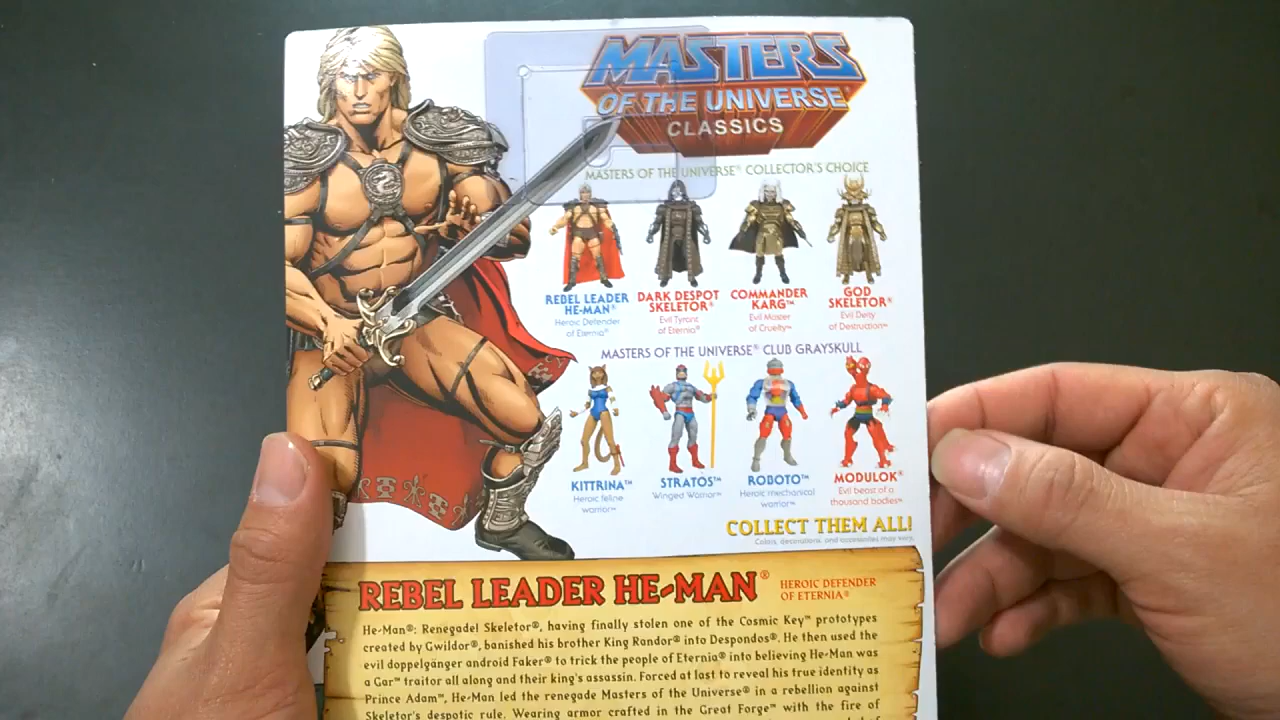 MASTERS
OF THE UNIVERSE®
CLASSICS
MASTERS OF THE UNIVERSE® COLLECTOR'S CHOICE
REBEL LEADER
HE-MAN®
Heroic Defender
of Eternia®
DARK DESPOT
SKELETOR®
Evil Tyrant
of Eternia®
COMMANDER
KARG™
Evil Master
of Cruelty™
GOD
SKELETOR®
Evil Deity
of Destruction™
MASTERS OF THE UNIVERSE® CLUB GRAYSKULL
KITTRINA™
Heroic feline
warrior™
STRATOS™
Winged Warrior™
ROBOTO™
Heroic mechanical
warrior™
MODULOK®
Evil beast of a
thousand bodies™
COLLECT THEM ALL!
Colors, decorations, and accessories may vary.
REBEL LEADER HE-MAN®
HEROIC DEFENDER
OF ETERNIA®
He-Man®: Renegade! Skeletor®, having finally stolen one of the Cosmic Key™ prototypes
created by Gwildor®, banished his brother King Randor® into Despondos®. He then used the
evil doppelgänger android Faker® to trick the people of Eternia® into believing He-Man was
a Gar™ traitor all along and their king's assassin. Forced at last to reveal his true identity as
Prince Adam™, He-Man led the renegade Masters of the Universe® in a rebellion against
Skeletor's despotic rule. Wearing armor crafted in the Great Forge™ with the fire of